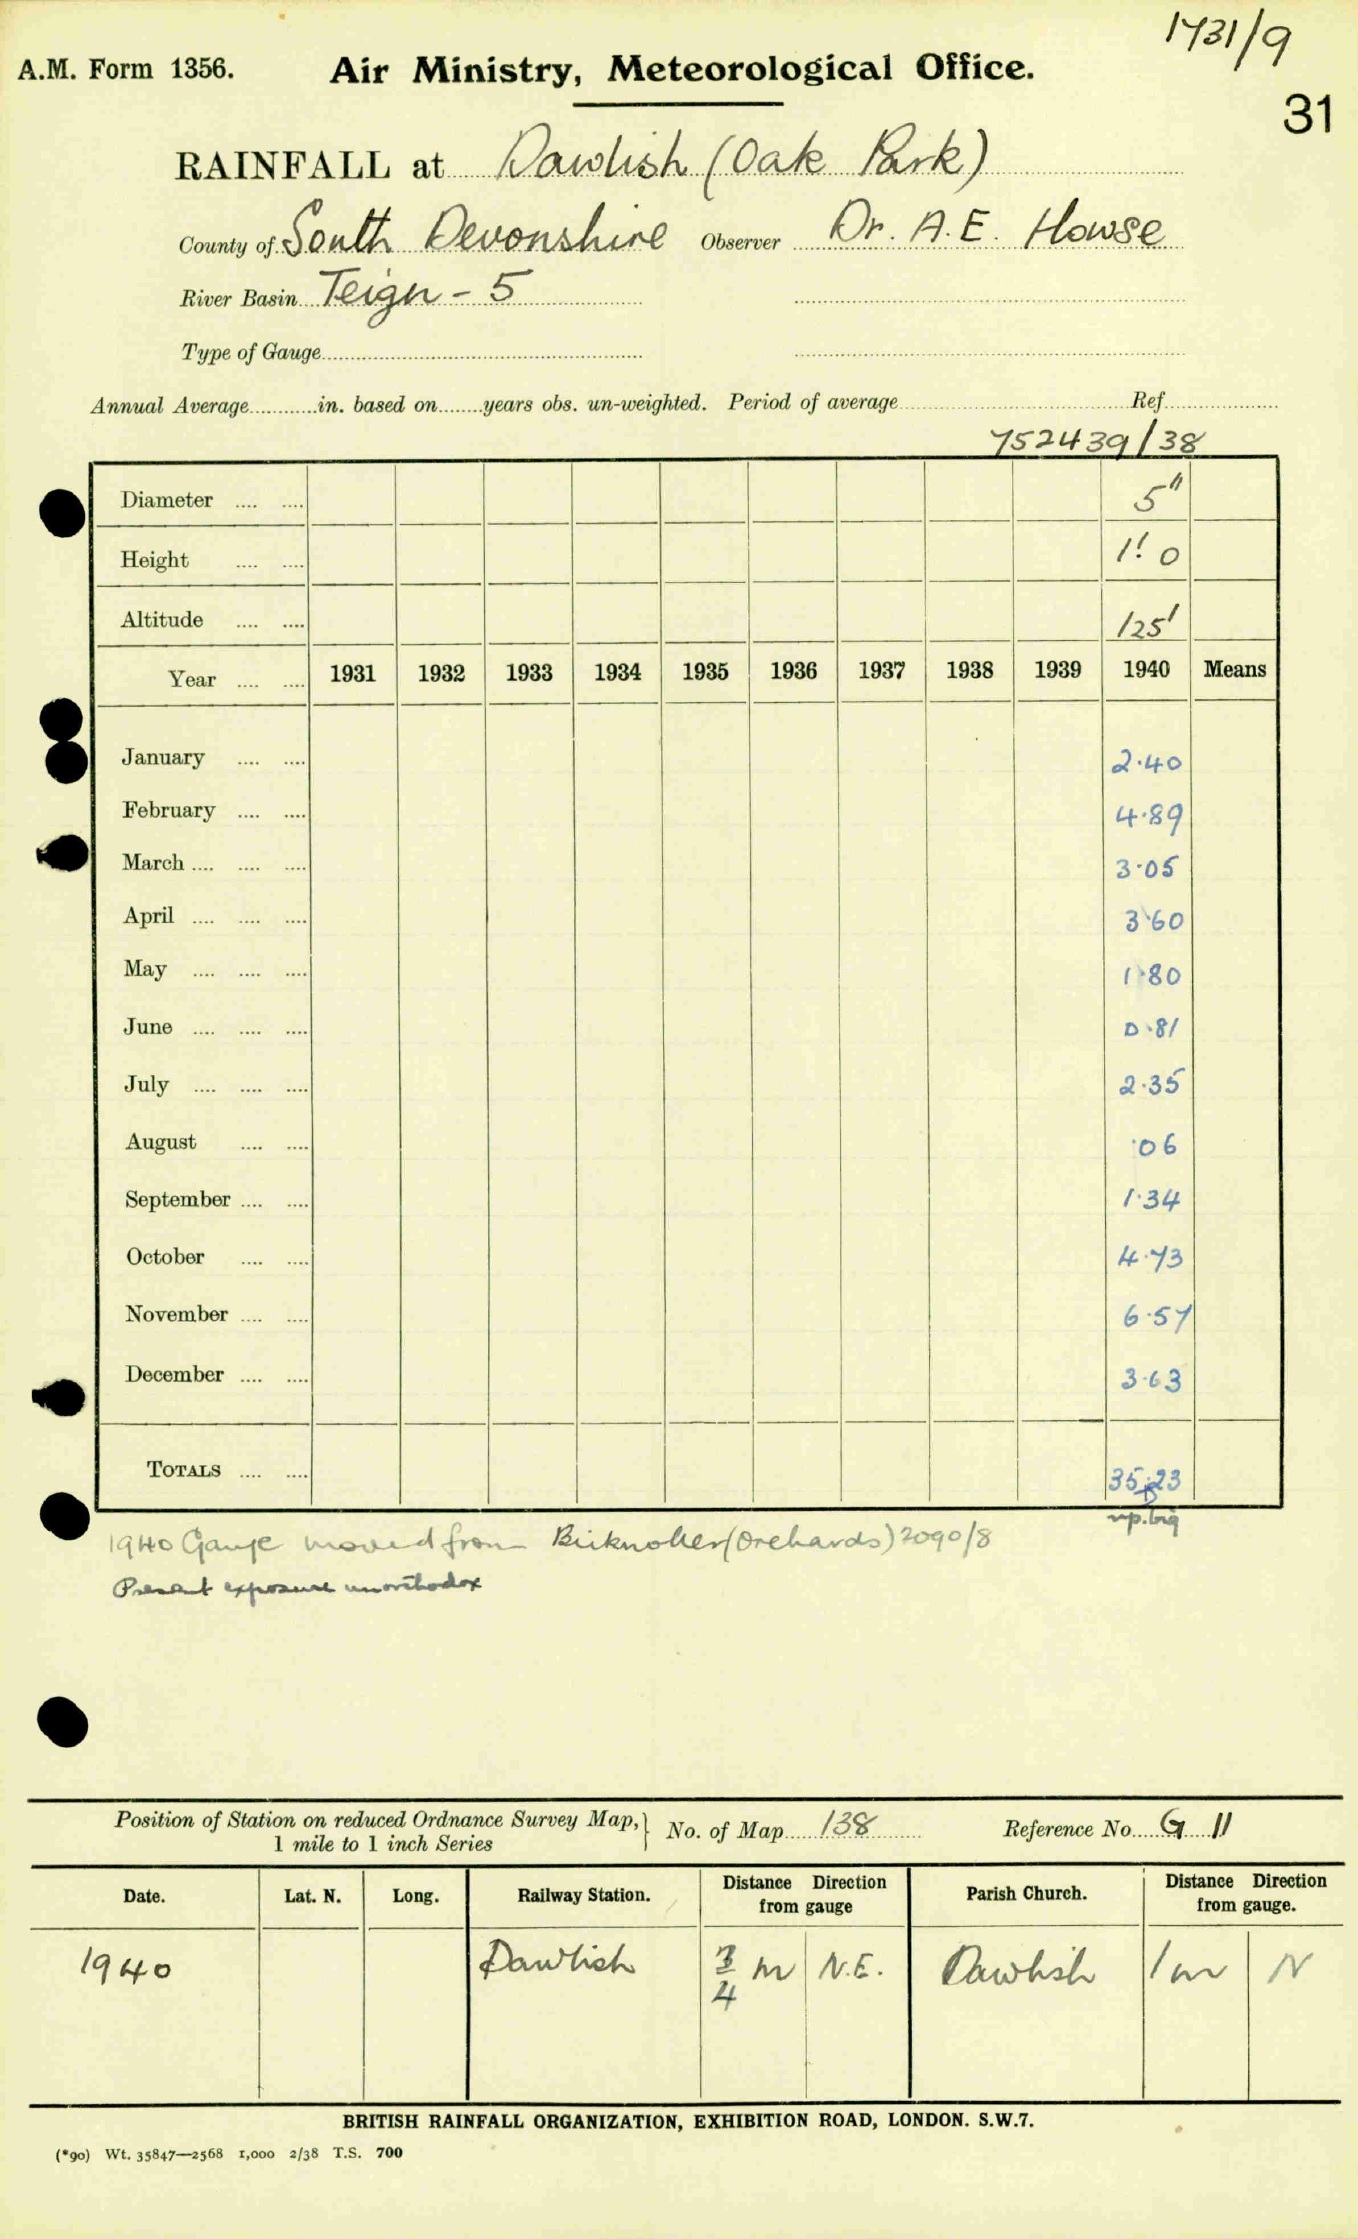 1731/9
A.M. Form 1356. Air Ministry, Meteorological Office.
31
RAINFALL at Dawlish (Oak Park)
County of South Devonshire Observer Dr. A.E. Howse
River Basin Teign - 5
Type of Gauge
Annual Average in. based on years obs. un-weighted. Period of average Ref
752439/38
Diameter 5"
Height 1' 0
Altitude 125'
Year 1931 1932 1933 1934 1935 1936 1937 1938 1939 1940 Means
January 2.40
February 4.89
March 3.05
April 3.60
May 1.80
June 0.81
July 2.35
August .06
September 1.34
October 4.73
November 6.57
December 3.63
TOTALS 35.23
1940 Gauge moved from Bicknoller (Orchards) 2090/8
Present exposure unorthodox
Position of Station on reduced Ordnance Survey Map, No. of Map 138 Reference No G 11
1 mile to 1 inch Series
Date. Lat. N. Long. Railway Station. Distance from gauge Direction Parish Church. Distance from gauge. Direction
1940 Dawlish 3/4 m N.E. Dawlish 1 m N
BRITISH RAINFALL ORGANIZATION, EXHIBITION ROAD, LONDON. S.W.7.
(*90) Wt. 35847—2568 1,000 2/38 T.S. 700